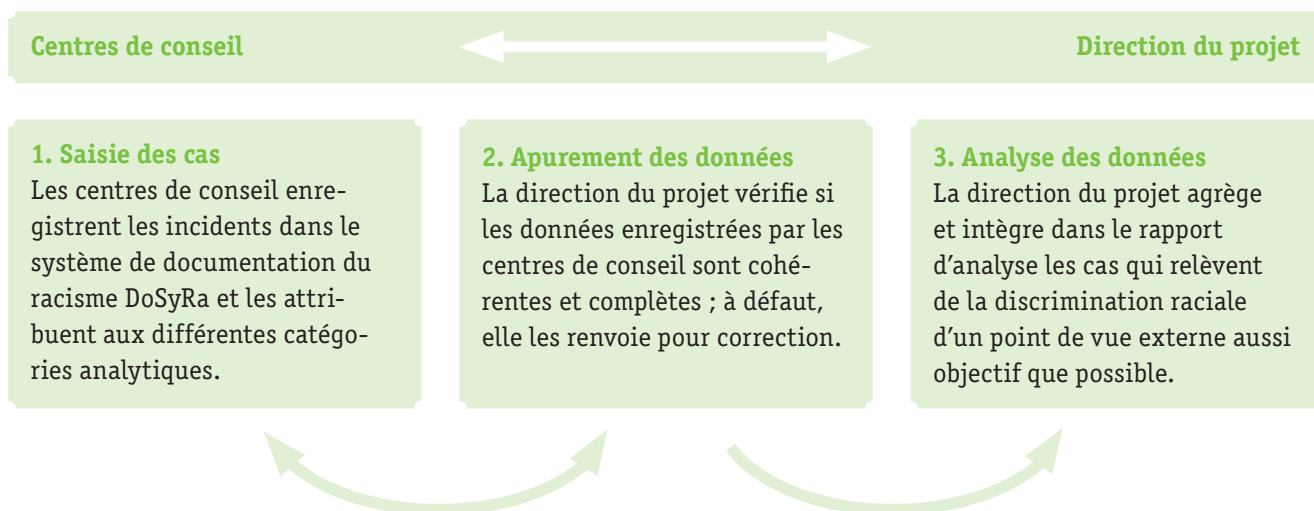 Centres de conseil
Direction du projet
1. Saisie des cas
Les centres de conseil enre-
gistrent les incidents dans le
système de documentation du
racisme DoSyRa et les attri-
buent aux différentes catégo-
ries analytiques.
2. Apurement des données
La direction du projet vérifie si
les données enregistrées par les
centres de conseil sont cohé-
rentes et complètes ; à défaut,
elle les renvoie pour correction.
3. Analyse des données
La direction du projet agrège
et intègre dans le rapport
d’analyse les cas qui relèvent
de la discrimination raciale
d’un point de vue externe aussi
objectif que possible.